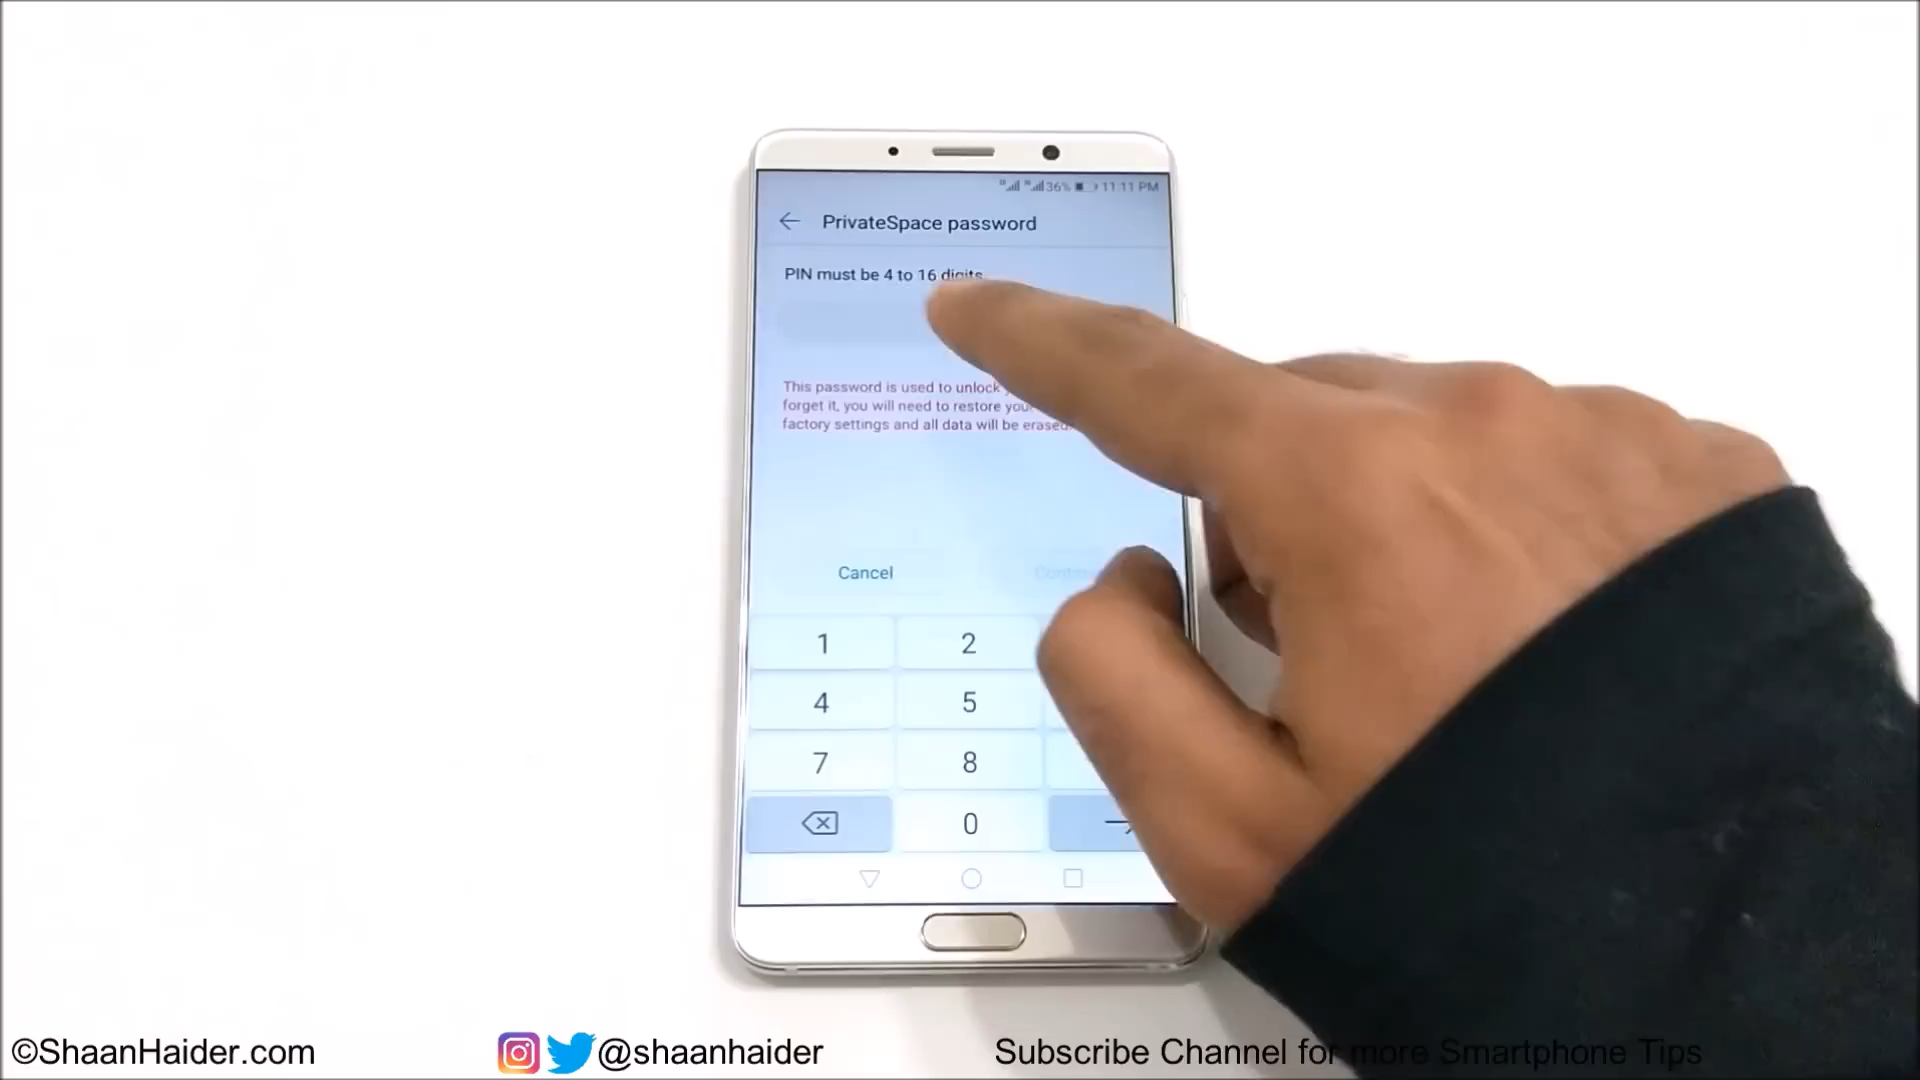 36% 11:11 PM
PrivateSpace password
PIN must be 4 to 16 digits
This password is used to unlock
forget it, you will need to restore your
factory settings and all data will be erased.
Cancel
1 2
4 5
7 8
0
©ShaanHaider.com @shaanhaider Subscribe Channel for more Smartphone Tips